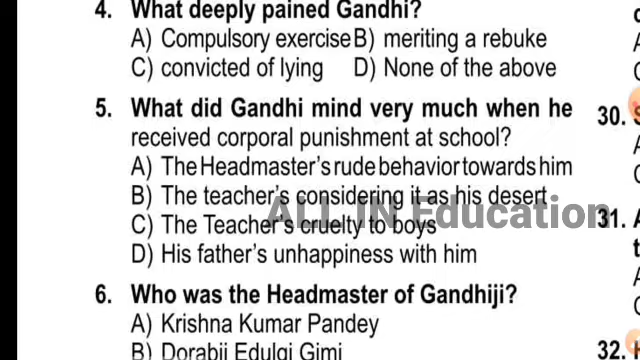 4. What deeply pained Gandhi?
A) Compulsory exercise B) meriting a rebuke
C) convicted of lying D) None of the above
5. What did Gandhi mind very much when he
received corporal punishment at school?
A) The Headmaster's rude behavior towards him
B) The teacher's considering it as his desert
C) The Teacher's cruelty to boys
D) His father's unhappiness with him
6. Who was the Headmaster of Gandhiji?
A) Krishna Kumar Pandey
B) Dorabji Edulgi Gimi
ALL IN Education
30.
31.
32.